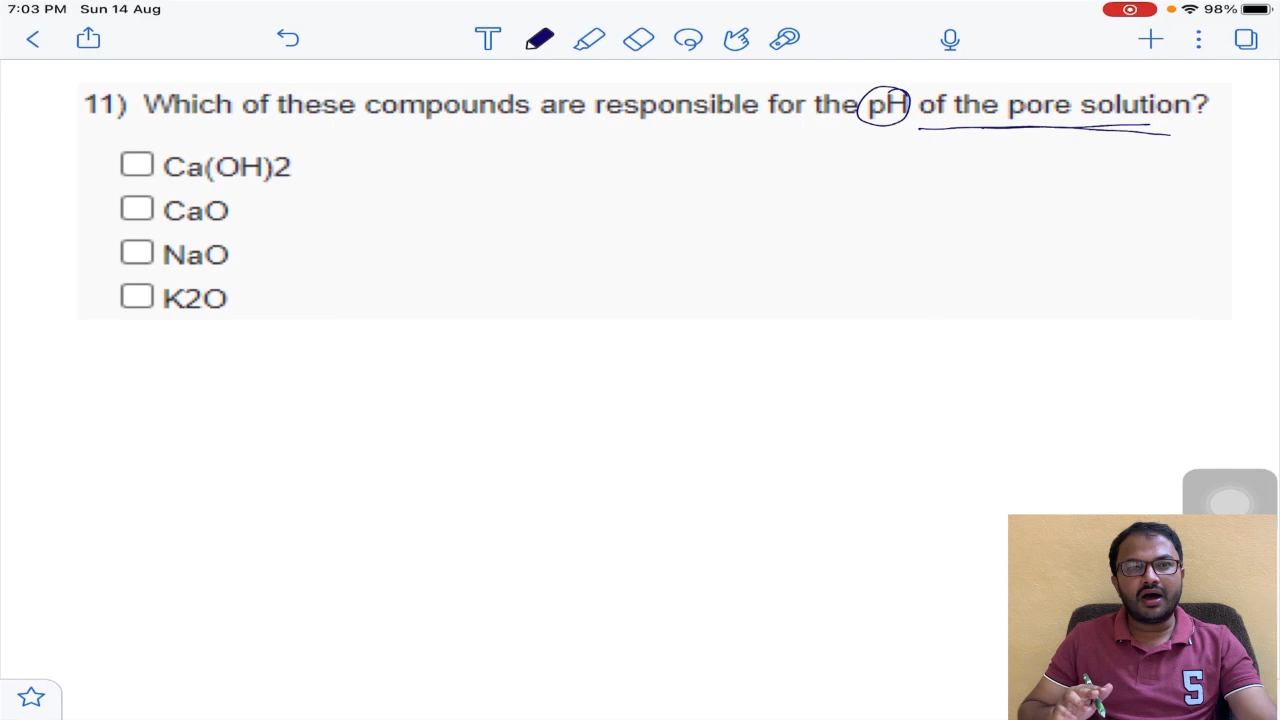 7:03 PM Sun 14 Aug
98%
T
11) Which of these compounds are responsible for the pH of the pore solution?
Ca(OH)2
CaO
NaO
K2O
5